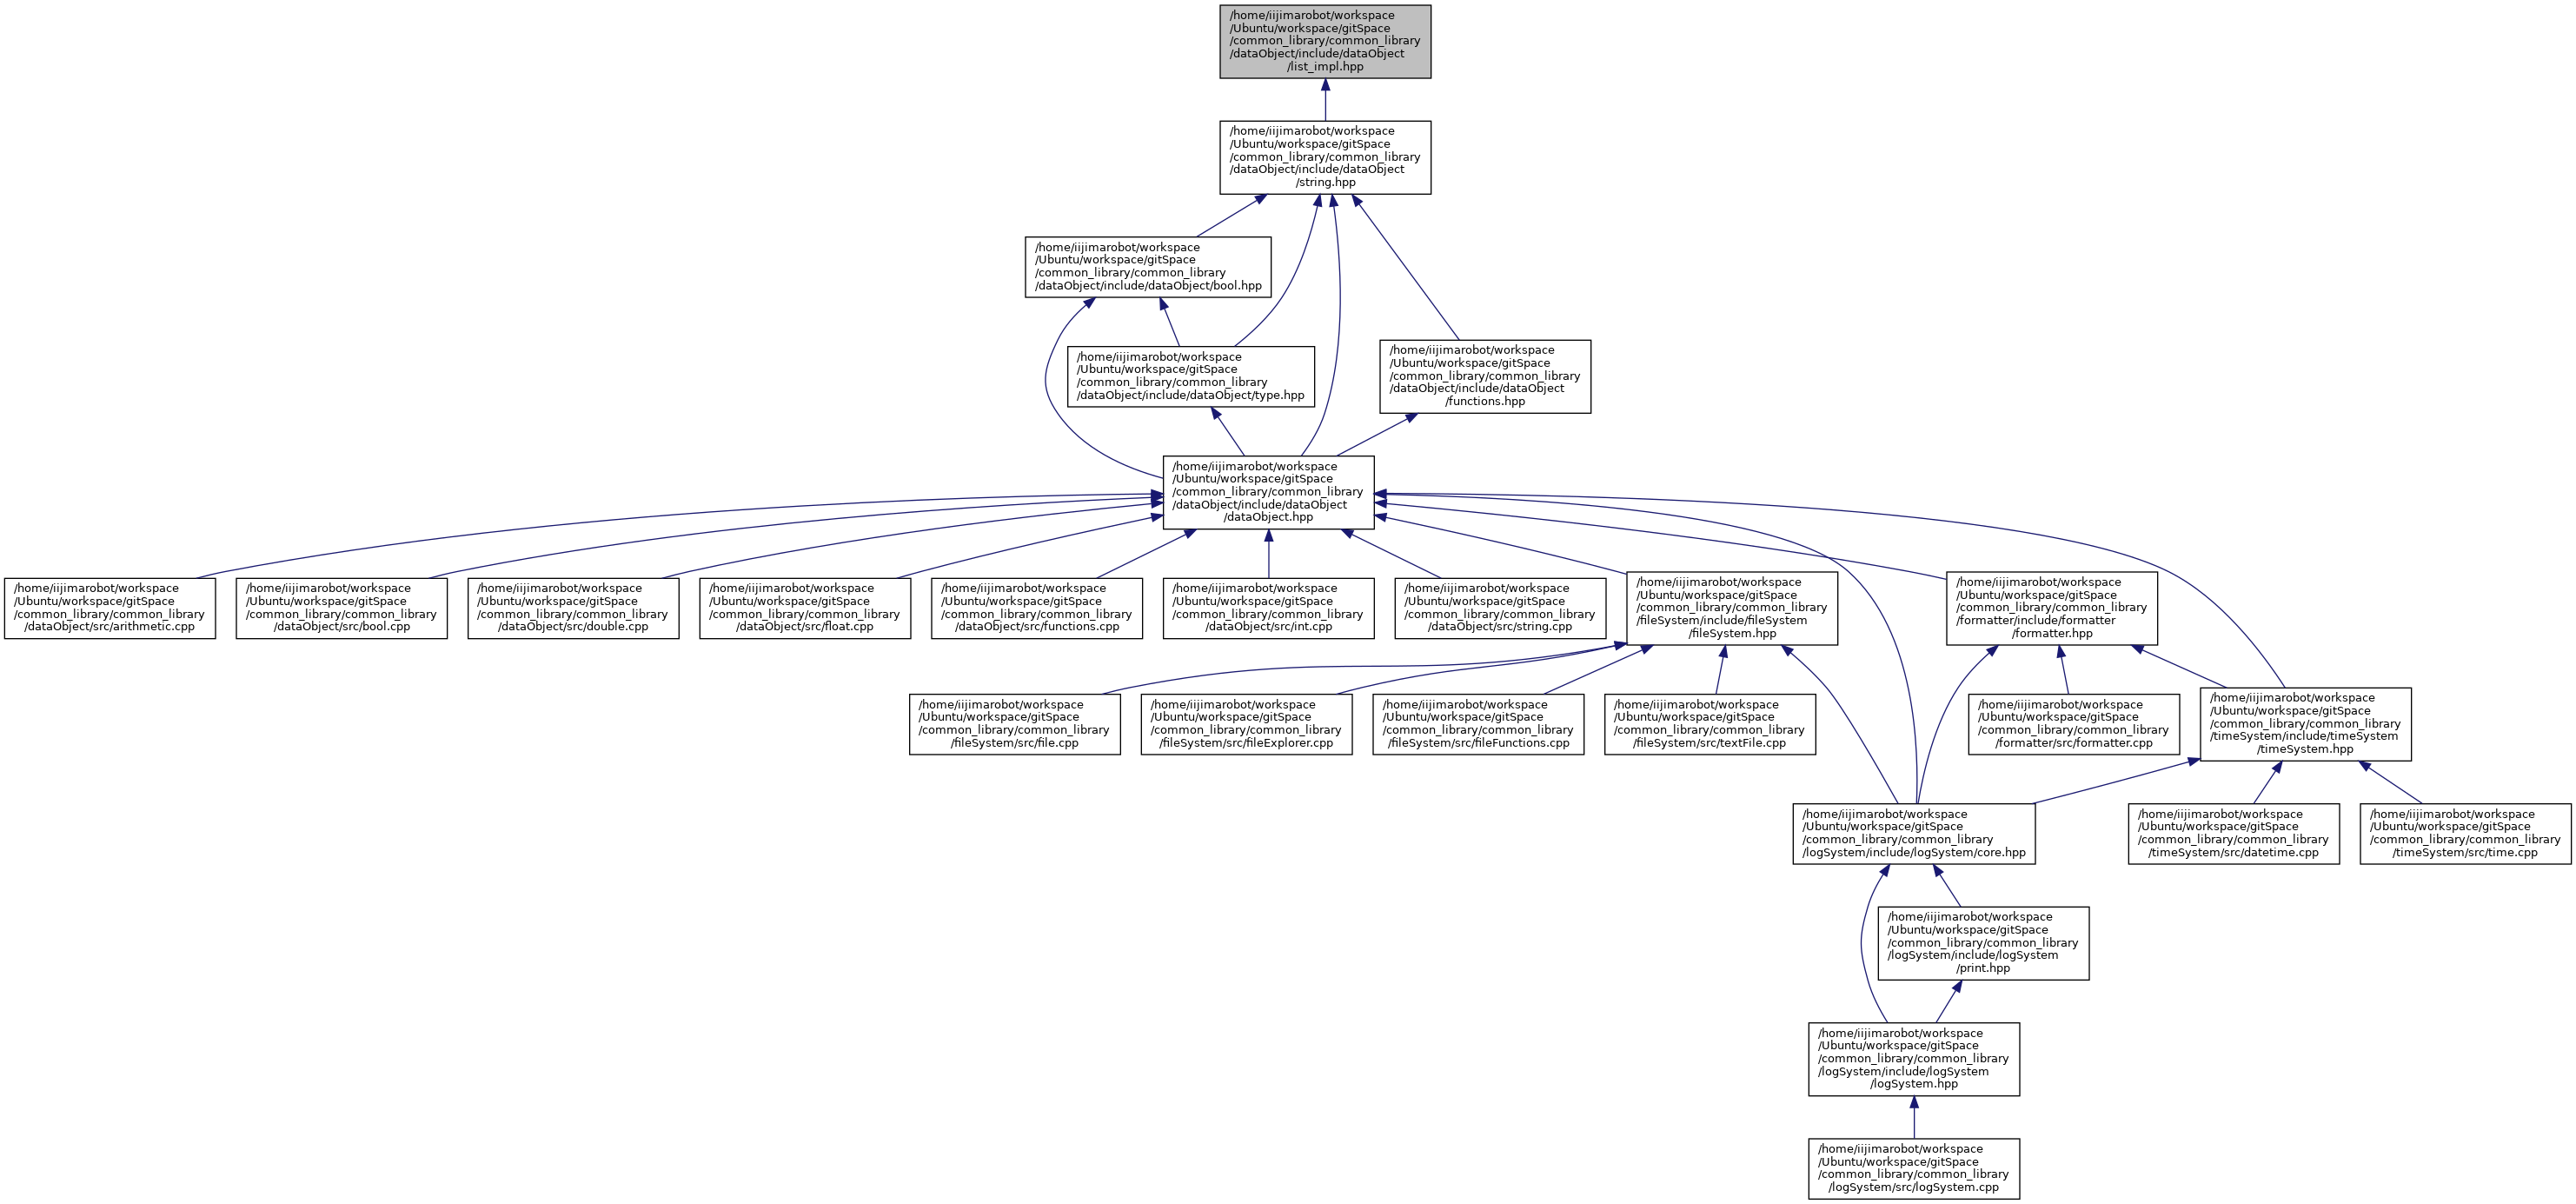 /home/iijimarobot/workspace
/Ubuntu/workspace/gitSpace
/common_library/common_library
/dataObject/include/dataObject
/list_impl.hpp
/home/iijimarobot/workspace
/Ubuntu/workspace/gitSpace
/common_library/common_library
/dataObject/include/dataObject
/string.hpp
/home/iijimarobot/workspace
/Ubuntu/workspace/gitSpace
/common_library/common_library
/dataObject/include/dataObject/bool.hpp
/home/iijimarobot/workspace
/Ubuntu/workspace/gitSpace
/common_library/common_library
/dataObject/include/dataObject/type.hpp
/home/iijimarobot/workspace
/Ubuntu/workspace/gitSpace
/common_library/common_library
/dataObject/include/dataObject
/functions.hpp
/home/iijimarobot/workspace
/Ubuntu/workspace/gitSpace
/common_library/common_library
/dataObject/include/dataObject
/dataObject.hpp
/home/iijimarobot/workspace
/Ubuntu/workspace/gitSpace
/common_library/common_library
/dataObject/src/arithmetic.cpp
/home/iijimarobot/workspace
/Ubuntu/workspace/gitSpace
/common_library/common_library
/dataObject/src/bool.cpp
/home/iijimarobot/workspace
/Ubuntu/workspace/gitSpace
/common_library/common_library
/dataObject/src/double.cpp
/home/iijimarobot/workspace
/Ubuntu/workspace/gitSpace
/common_library/common_library
/dataObject/src/float.cpp
/home/iijimarobot/workspace
/Ubuntu/workspace/gitSpace
/common_library/common_library
/dataObject/src/functions.cpp
/home/iijimarobot/workspace
/Ubuntu/workspace/gitSpace
/common_library/common_library
/dataObject/src/int.cpp
/home/iijimarobot/workspace
/Ubuntu/workspace/gitSpace
/common_library/common_library
/dataObject/src/string.cpp
/home/iijimarobot/workspace
/Ubuntu/workspace/gitSpace
/common_library/common_library
/fileSystem/include/fileSystem
/fileSystem.hpp
/home/iijimarobot/workspace
/Ubuntu/workspace/gitSpace
/common_library/common_library
/formatter/include/formatter
/formatter.hpp
/home/iijimarobot/workspace
/Ubuntu/workspace/gitSpace
/common_library/common_library
/fileSystem/src/file.cpp
/home/iijimarobot/workspace
/Ubuntu/workspace/gitSpace
/common_library/common_library
/fileSystem/src/fileExplorer.cpp
/home/iijimarobot/workspace
/Ubuntu/workspace/gitSpace
/common_library/common_library
/fileSystem/src/fileFunctions.cpp
/home/iijimarobot/workspace
/Ubuntu/workspace/gitSpace
/common_library/common_library
/fileSystem/src/textFile.cpp
/home/iijimarobot/workspace
/Ubuntu/workspace/gitSpace
/common_library/common_library
/formatter/src/formatter.cpp
/home/iijimarobot/workspace
/Ubuntu/workspace/gitSpace
/common_library/common_library
/timeSystem/include/timeSystem
/timeSystem.hpp
/home/iijimarobot/workspace
/Ubuntu/workspace/gitSpace
/common_library/common_library
/logSystem/include/logSystem/core.hpp
/home/iijimarobot/workspace
/Ubuntu/workspace/gitSpace
/common_library/common_library
/timeSystem/src/datetime.cpp
/home/iijimarobot/workspace
/Ubuntu/workspace/gitSpace
/common_library/common_library
/timeSystem/src/time.cpp
/home/iijimarobot/workspace
/Ubuntu/workspace/gitSpace
/common_library/common_library
/logSystem/include/logSystem
/print.hpp
/home/iijimarobot/workspace
/Ubuntu/workspace/gitSpace
/common_library/common_library
/logSystem/include/logSystem
/logSystem.hpp
/home/iijimarobot/workspace
/Ubuntu/workspace/gitSpace
/common_library/common_library
/logSystem/src/logSystem.cpp